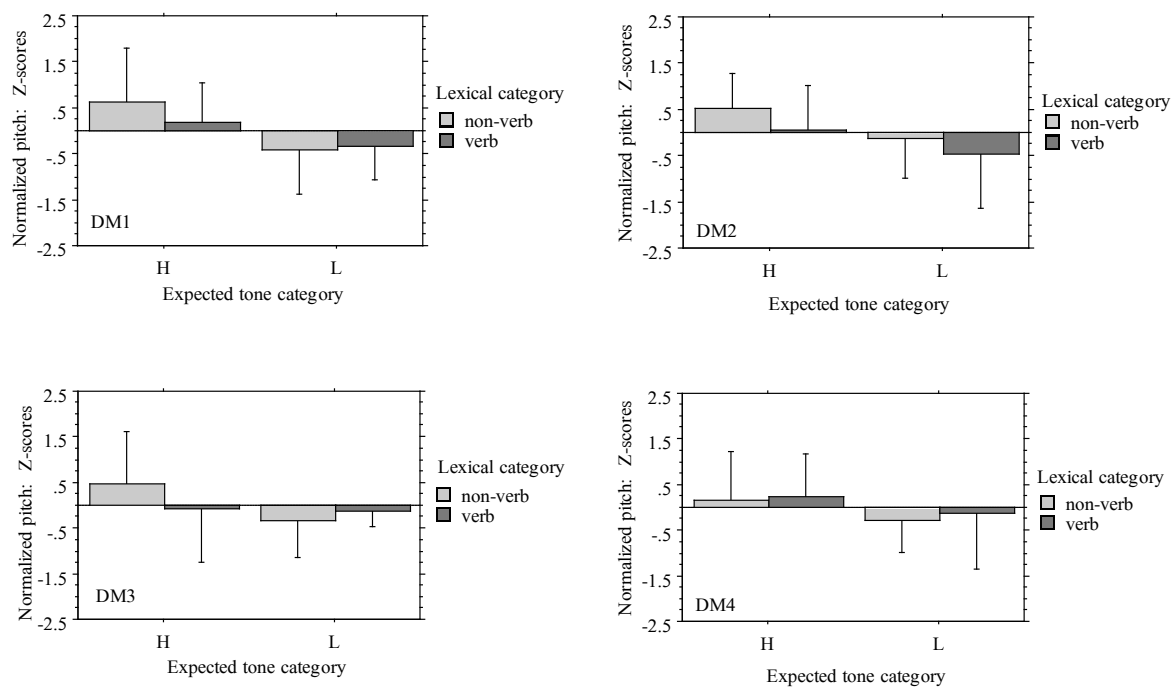 2.5
1.5
.5
-.5
-1.5
-2.5
Normalized pitch: Z-scores
DM1
H
L
Expected tone category
Lexical category
non-verb
verb
2.5
1.5
.5
-.5
-1.5
-2.5
Normalized pitch: Z-scores
DM2
H
L
Expected tone category
Lexical category
non-verb
verb
2.5
1.5
.5
-.5
-1.5
-2.5
Normalized pitch: Z-scores
DM3
H
L
Expected tone category
Lexical category
non-verb
verb
2.5
1.5
.5
-.5
-1.5
-2.5
Normalized pitch: Z-scores
DM4
H
L
Expected tone category
Lexical category
non-verb
verb